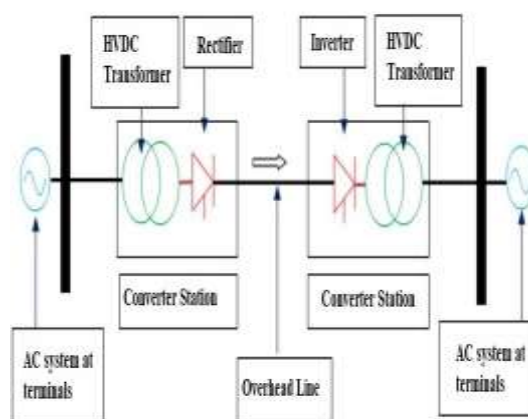 HVDC
Transformer
Rectifier
Inverter
HVDC
Transformer
Converter Station
Converter Station
AC system at
terminals
Overhead Line
AC system at
terminals